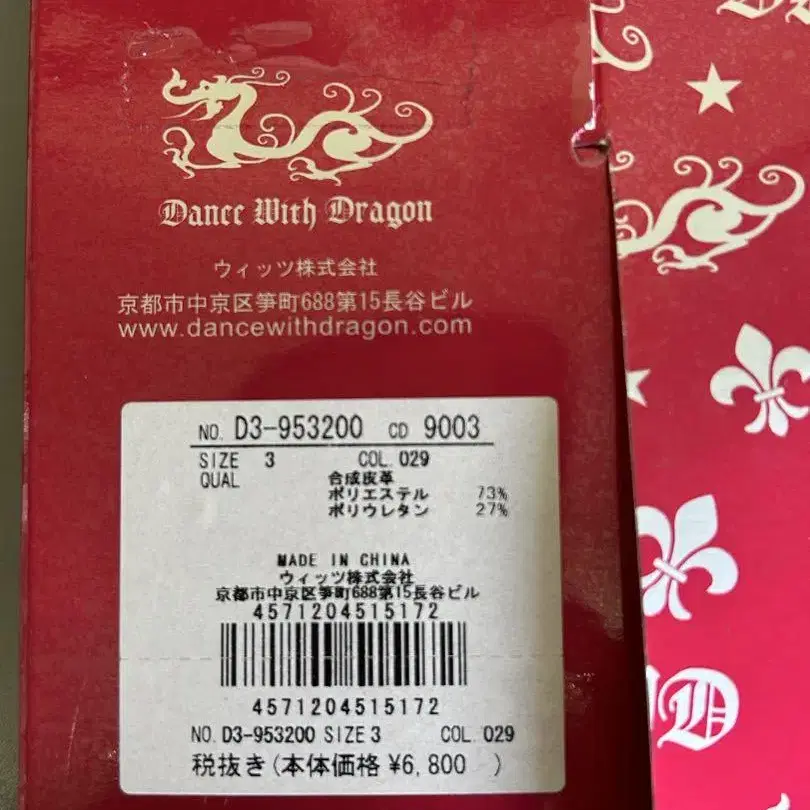 Dance With Dragon
ウィッツ株式会社
京都市中京区笋町688第15長谷ビル
www.dancewithdragon.com
NO. D3-953200 CD 9003
SIZE 3 COL. 029
QUAL 合成皮革
ポリエステル 73%
ポリウレタン 27%
MADE IN CHINA
ウィッツ株式会社
京都市中京区笋町688第15長谷ビル
4571204515172
4571204515172
NO. D3-953200 SIZE 3 COL. 029
税抜き(本体価格 ¥6,800 )
D